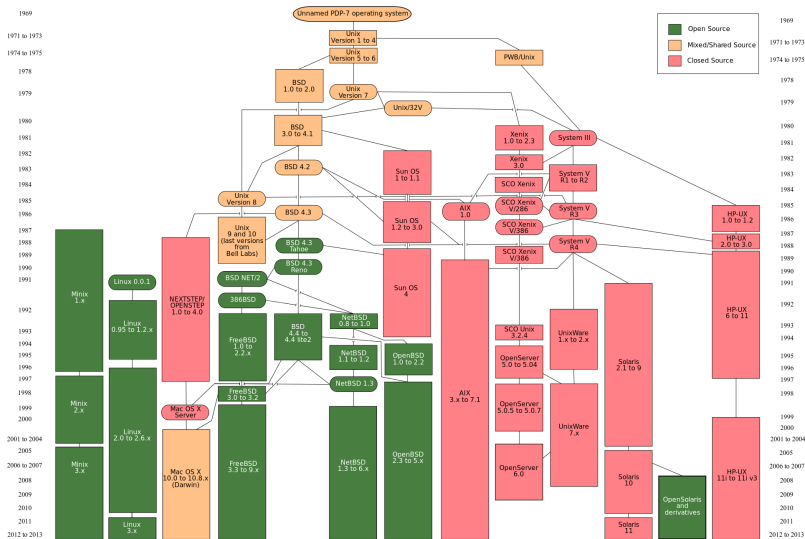 Unnamed PDP-7 operating system
1969
1969
Open Source
Mixed/Shared Source
Closed Source
1971 to 1973
Unix
Version 1 to 4
1971 to 1973
1974 to 1975
Unix
Version 5 to 6
PWB/Unix
1974 to 1975
1978
BSD
1.0 to 2.0
1978
1979
Unix
Version 7
Unix/32V
1979
1980
BSD
3.0 to 4.1
Xenix
1.0 to 2.3
System III
1980
1981
1981
1982
Sun OS
1 to 1.1
Xenix
3.0
1982
1983
BSD 4.2
System V
R1 to R2
1983
1984
SCO Xenix
1984
1985
Unix
Version 8
SCO Xenix
V/286
1985
1986
BSD 4.3
Sun OS
1.2 to 3.0
AIX
1.0
System V
R3
HP-UX
1.0 to 1.2
1986
1987
Unix
9 and 10
(last versions
from
Bell Labs)
SCO Xenix
V/386
1987
1988
BSD 4.3
Tahoe
System V
R4
HP-UX
2.0 to 3.0
1988
1989
SCO Xenix
V/386
1989
1990
BSD 4.3
Reno
Sun OS
4
1990
1991
Minix
1.x
Linux 0.0.1
NEXTSTEP/
OPENSTEP
1.0 to 4.0
BSD NET/2
HP-UX
6 to 11
1991
386BSD
1992
Linux
0.95 to 1.2.x
NetBSD
0.8 to 1.0
1992
1993
FreeBSD
1.0 to
2.2.x
BSD
4.4 to
4.4 lite2
SCO Unix
3.2.4
UnixWare
1.x to 2.x
1993
1994
1994
1995
NetBSD
1.1 to 1.2
OpenBSD
1.0 to 2.2
OpenServer
5.0 to 5.04
Solaris
2.1 to 9
1995
1996
1996
1997
NetBSD 1.3
1997
1998
Minix
2.x
FreeBSD
3.0 to 3.2
AIX
3.x to 7.1
1998
1999
Mac OS X
Server
OpenServer
5.0.5 to 5.0.7
1999
2000
Linux
2.0 to 2.6.x
UnixWare
7.x
2000
2001 to 2004
2001 to 2004
2005
Minix
3.x
Mac OS X
10.0 to 10.8.x
(Darwin)
FreeBSD
3.3 to 9.x
NetBSD
1.3 to 6.x
OpenBSD
2.3 to 5.x
2005
2006 to 2007
OpenServer
6.0
Solaris
10
HP-UX
11i to 11i v3
2006 to 2007
2008
2008
2009
OpenSolaris
and
derivatives
2009
2010
2010
2011
Linux
3.x
Solaris
11
2011
2012 to 2013
2012 to 2013